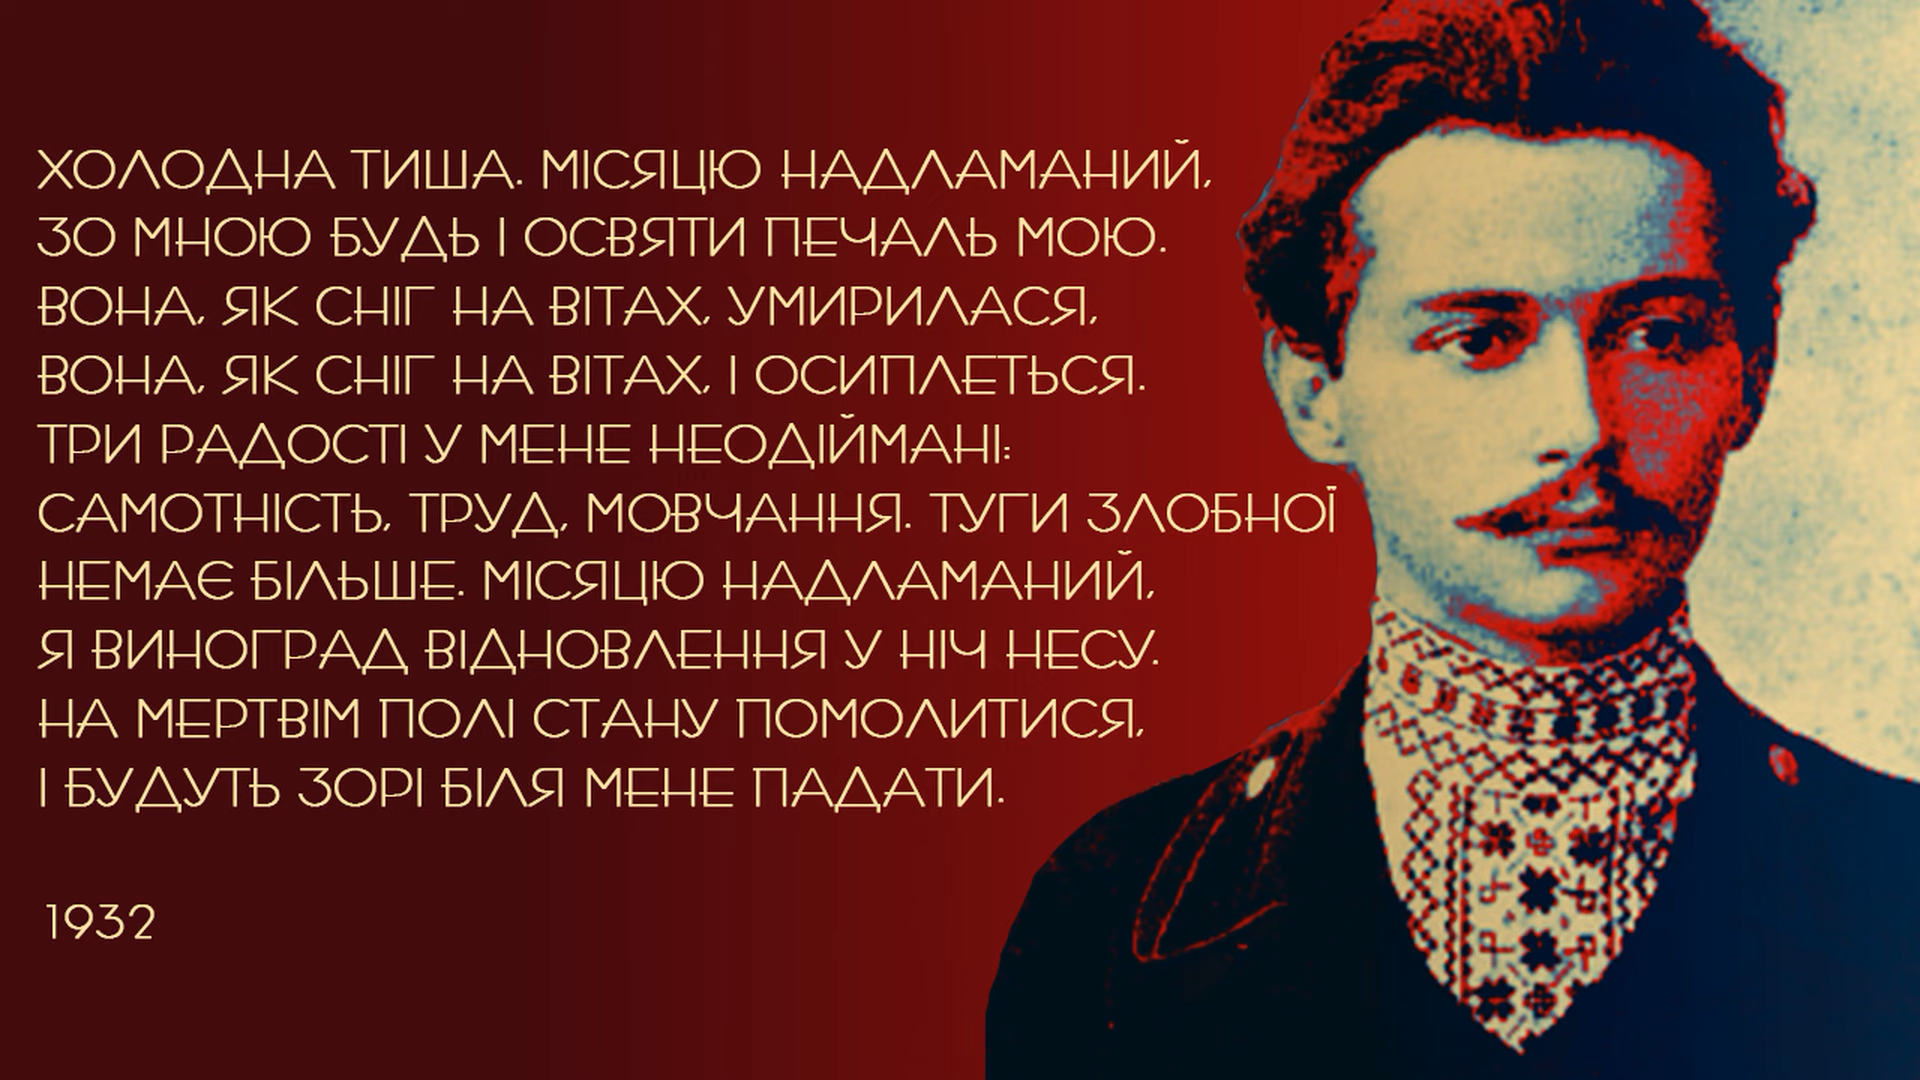 ХОЛОДНА ТИША. МІСЯЦЮ НАДЛАМАНИЙ,
ЗО МНОЮ БУДЬ І ОСВЯТИ ПЕЧАЛЬ МОЮ.
ВОНА, ЯК СНІГ НА ВІТАХ, УМИРИЛАСЯ,
ВОНА, ЯК СНІГ НА ВІТАХ, І ОСИПЛЕТЬСЯ.
ТРИ РАДОСТІ У МЕНЕ НЕОДІЙМАНІ:
САМОТНІСТЬ, ТРУД, МОВЧАННЯ. ТУГИ ЗЛОБНОЇ
НЕМАЄ БІЛЬШЕ. МІСЯЦЮ НАДЛАМАНИЙ,
Я ВИНОГРАД ВІДНОВЛЕННЯ У НІЧ НЕСУ.
НА МЕРТВІМ ПОЛІ СТАНУ ПОМОЛИТИСЯ,
І БУДУТЬ ЗОРІ БІЛЯ МЕНЕ ПАДАТИ.
1932